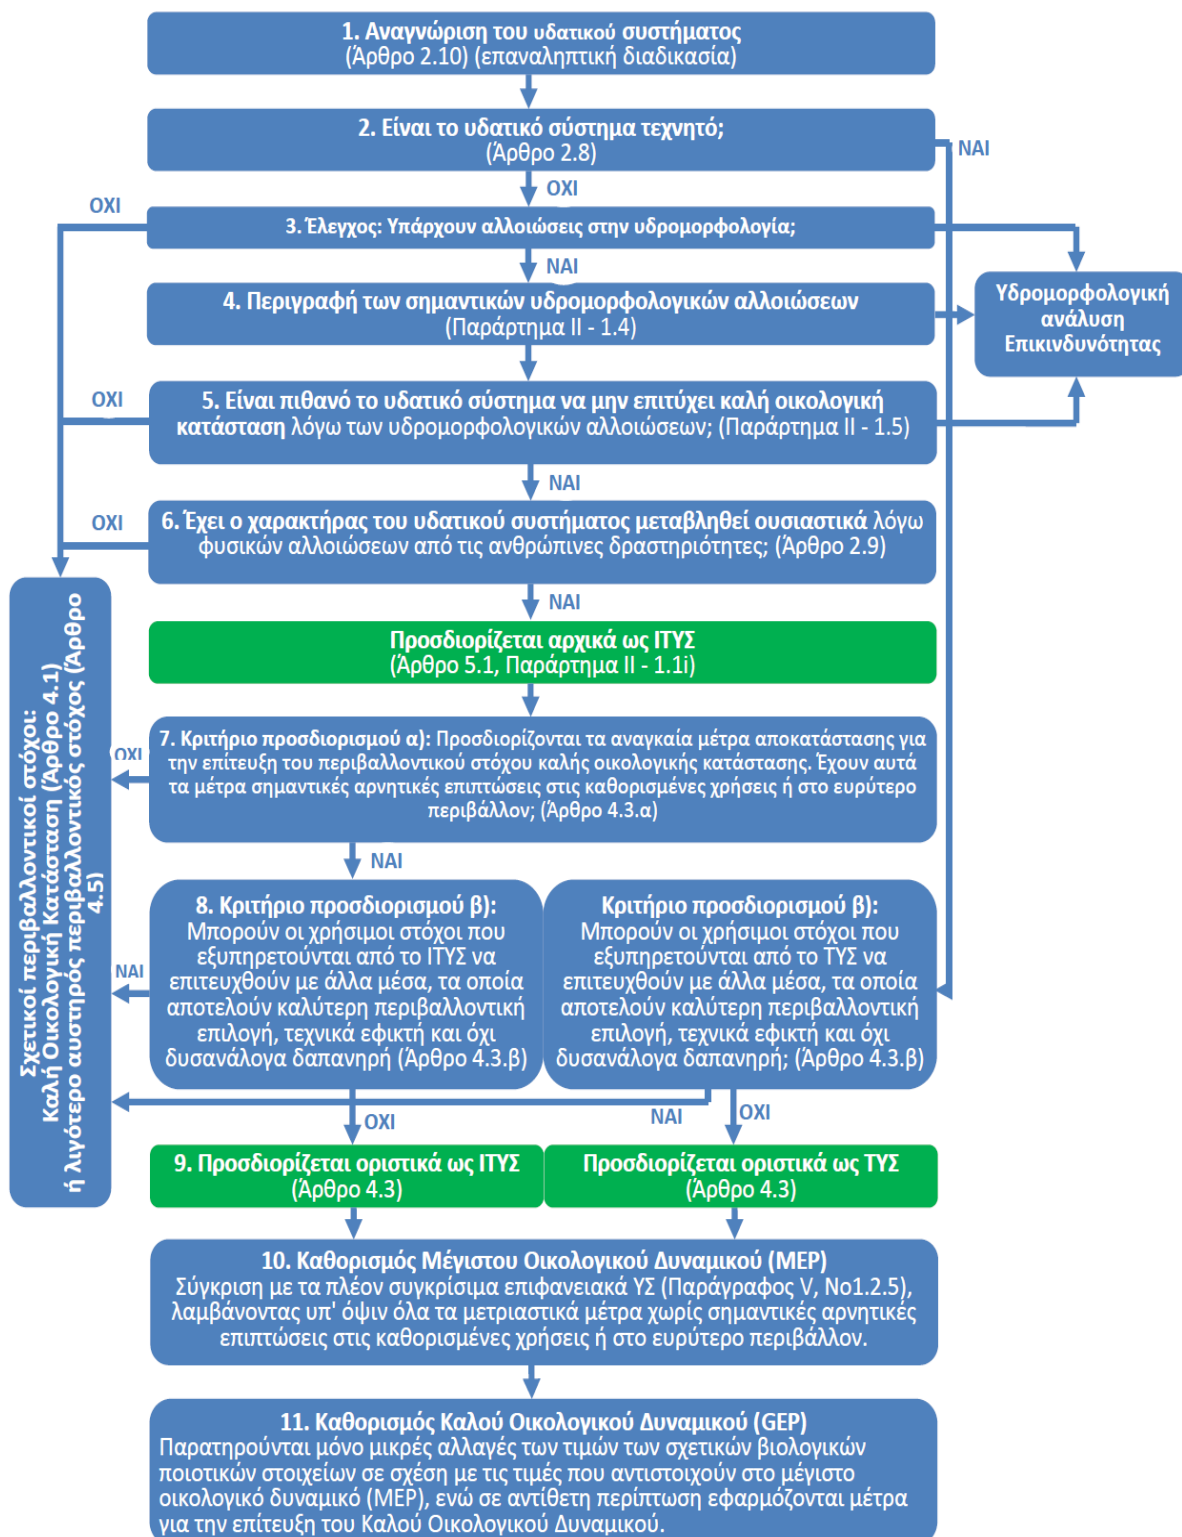 1. Αναγνώριση του υδατικού συστήματος
(Άρθρο 2.10) (επαναληπτική διαδικασία)
2. Είναι το υδατικό σύστημα τεχνητό;
(Άρθρο 2.8)
ΝΑΙ
ΟΧΙ
ΟΧΙ
3. Έλεγχος: Υπάρχουν αλλοιώσεις στην υδρομορφολογία;
ΝΑΙ
4. Περιγραφή των σημαντικών υδρομορφολογικών αλλοιώσεων
(Παράρτημα II - 1.4)
Υδρομορφολογική
ανάλυση
Επικινδυνότητας
ΟΧΙ
5. Είναι πιθανό το υδατικό σύστημα να μην επιτύχει καλή οικολογική
κατάσταση λόγω των υδρομορφολογικών αλλοιώσεων; (Παράρτημα II - 1.5)
ΝΑΙ
ΟΧΙ
6. Έχει ο χαρακτήρας του υδατικού συστήματος μεταβληθεί ουσιαστικά λόγω
φυσικών αλλοιώσεων από τις ανθρώπινες δραστηριότητες; (Άρθρο 2.9)
ΝΑΙ
Προσδιορίζεται αρχικά ως ΙΤΥΣ
(Άρθρο 5.1, Παράρτημα II - 1.1i)
Σχετικοί περιβαλλοντικοί στόχοι:
Καλή Οικολογική Κατάσταση (Άρθρο 4.1)
ή λιγότερο αυστηρός περιβαλλοντικός στόχος (Άρθρο
4.5)
ΟΧΙ
7. Κριτήριο προσδιορισμού α): Προσδιορίζονται τα αναγκαία μέτρα αποκατάστασης για
την επίτευξη του περιβαλλοντικού στόχου καλής οικολογικής κατάστασης. Έχουν αυτά
τα μέτρα σημαντικές αρνητικές επιπτώσεις στις καθορισμένες χρήσεις ή στο ευρύτερο
περιβάλλον; (Άρθρο 4.3.α)
ΝΑΙ
8. Κριτήριο προσδιορισμού β):
Μπορούν οι χρήσιμοι στόχοι που
εξυπηρετούνται από το ΙΤΥΣ να
επιτευχθούν με άλλα μέσα, τα οποία
αποτελούν καλύτερη περιβαλλοντική
επιλογή, τεχνικά εφικτή και όχι
δυσανάλογα δαπανηρή (Άρθρο 4.3.β)
ΝΑΙ
Κριτήριο προσδιορισμού β):
Μπορούν οι χρήσιμοι στόχοι που
εξυπηρετούνται από το ΤΥΣ να
επιτευχθούν με άλλα μέσα, τα οποία
αποτελούν καλύτερη περιβαλλοντική
επιλογή, τεχνικά εφικτή και όχι
δυσανάλογα δαπανηρή; (Άρθρο 4.3.β)
ΟΧΙ
ΝΑΙ
ΟΧΙ
9. Προσδιορίζεται οριστικά ως ΙΤΥΣ
(Άρθρο 4.3)
Προσδιορίζεται οριστικά ως ΤΥΣ
(Άρθρο 4.3)
10. Καθορισμός Μέγιστου Οικολογικού Δυναμικού (MEP)
Σύγκριση με τα πλέον συγκρίσιμα επιφανειακά ΥΣ (Παράγραφος V, No1.2.5),
λαμβάνοντας υπ' όψιν όλα τα μετριαστικά μέτρα χωρίς σημαντικές αρνητικές
επιπτώσεις στις καθορισμένες χρήσεις ή στο ευρύτερο περιβάλλον.
11. Καθορισμός Καλού Οικολογικού Δυναμικού (GEP)
Παρατηρούνται μόνο μικρές αλλαγές των τιμών των σχετικών βιολογικών
ποιοτικών στοιχείων σε σχέση με τις τιμές που αντιστοιχούν στο μέγιστο
οικολογικό δυναμικό (MEP), ενώ σε αντίθετη περίπτωση εφαρμόζονται μέτρα
για την επίτευξη του Καλού Οικολογικού Δυναμικού.